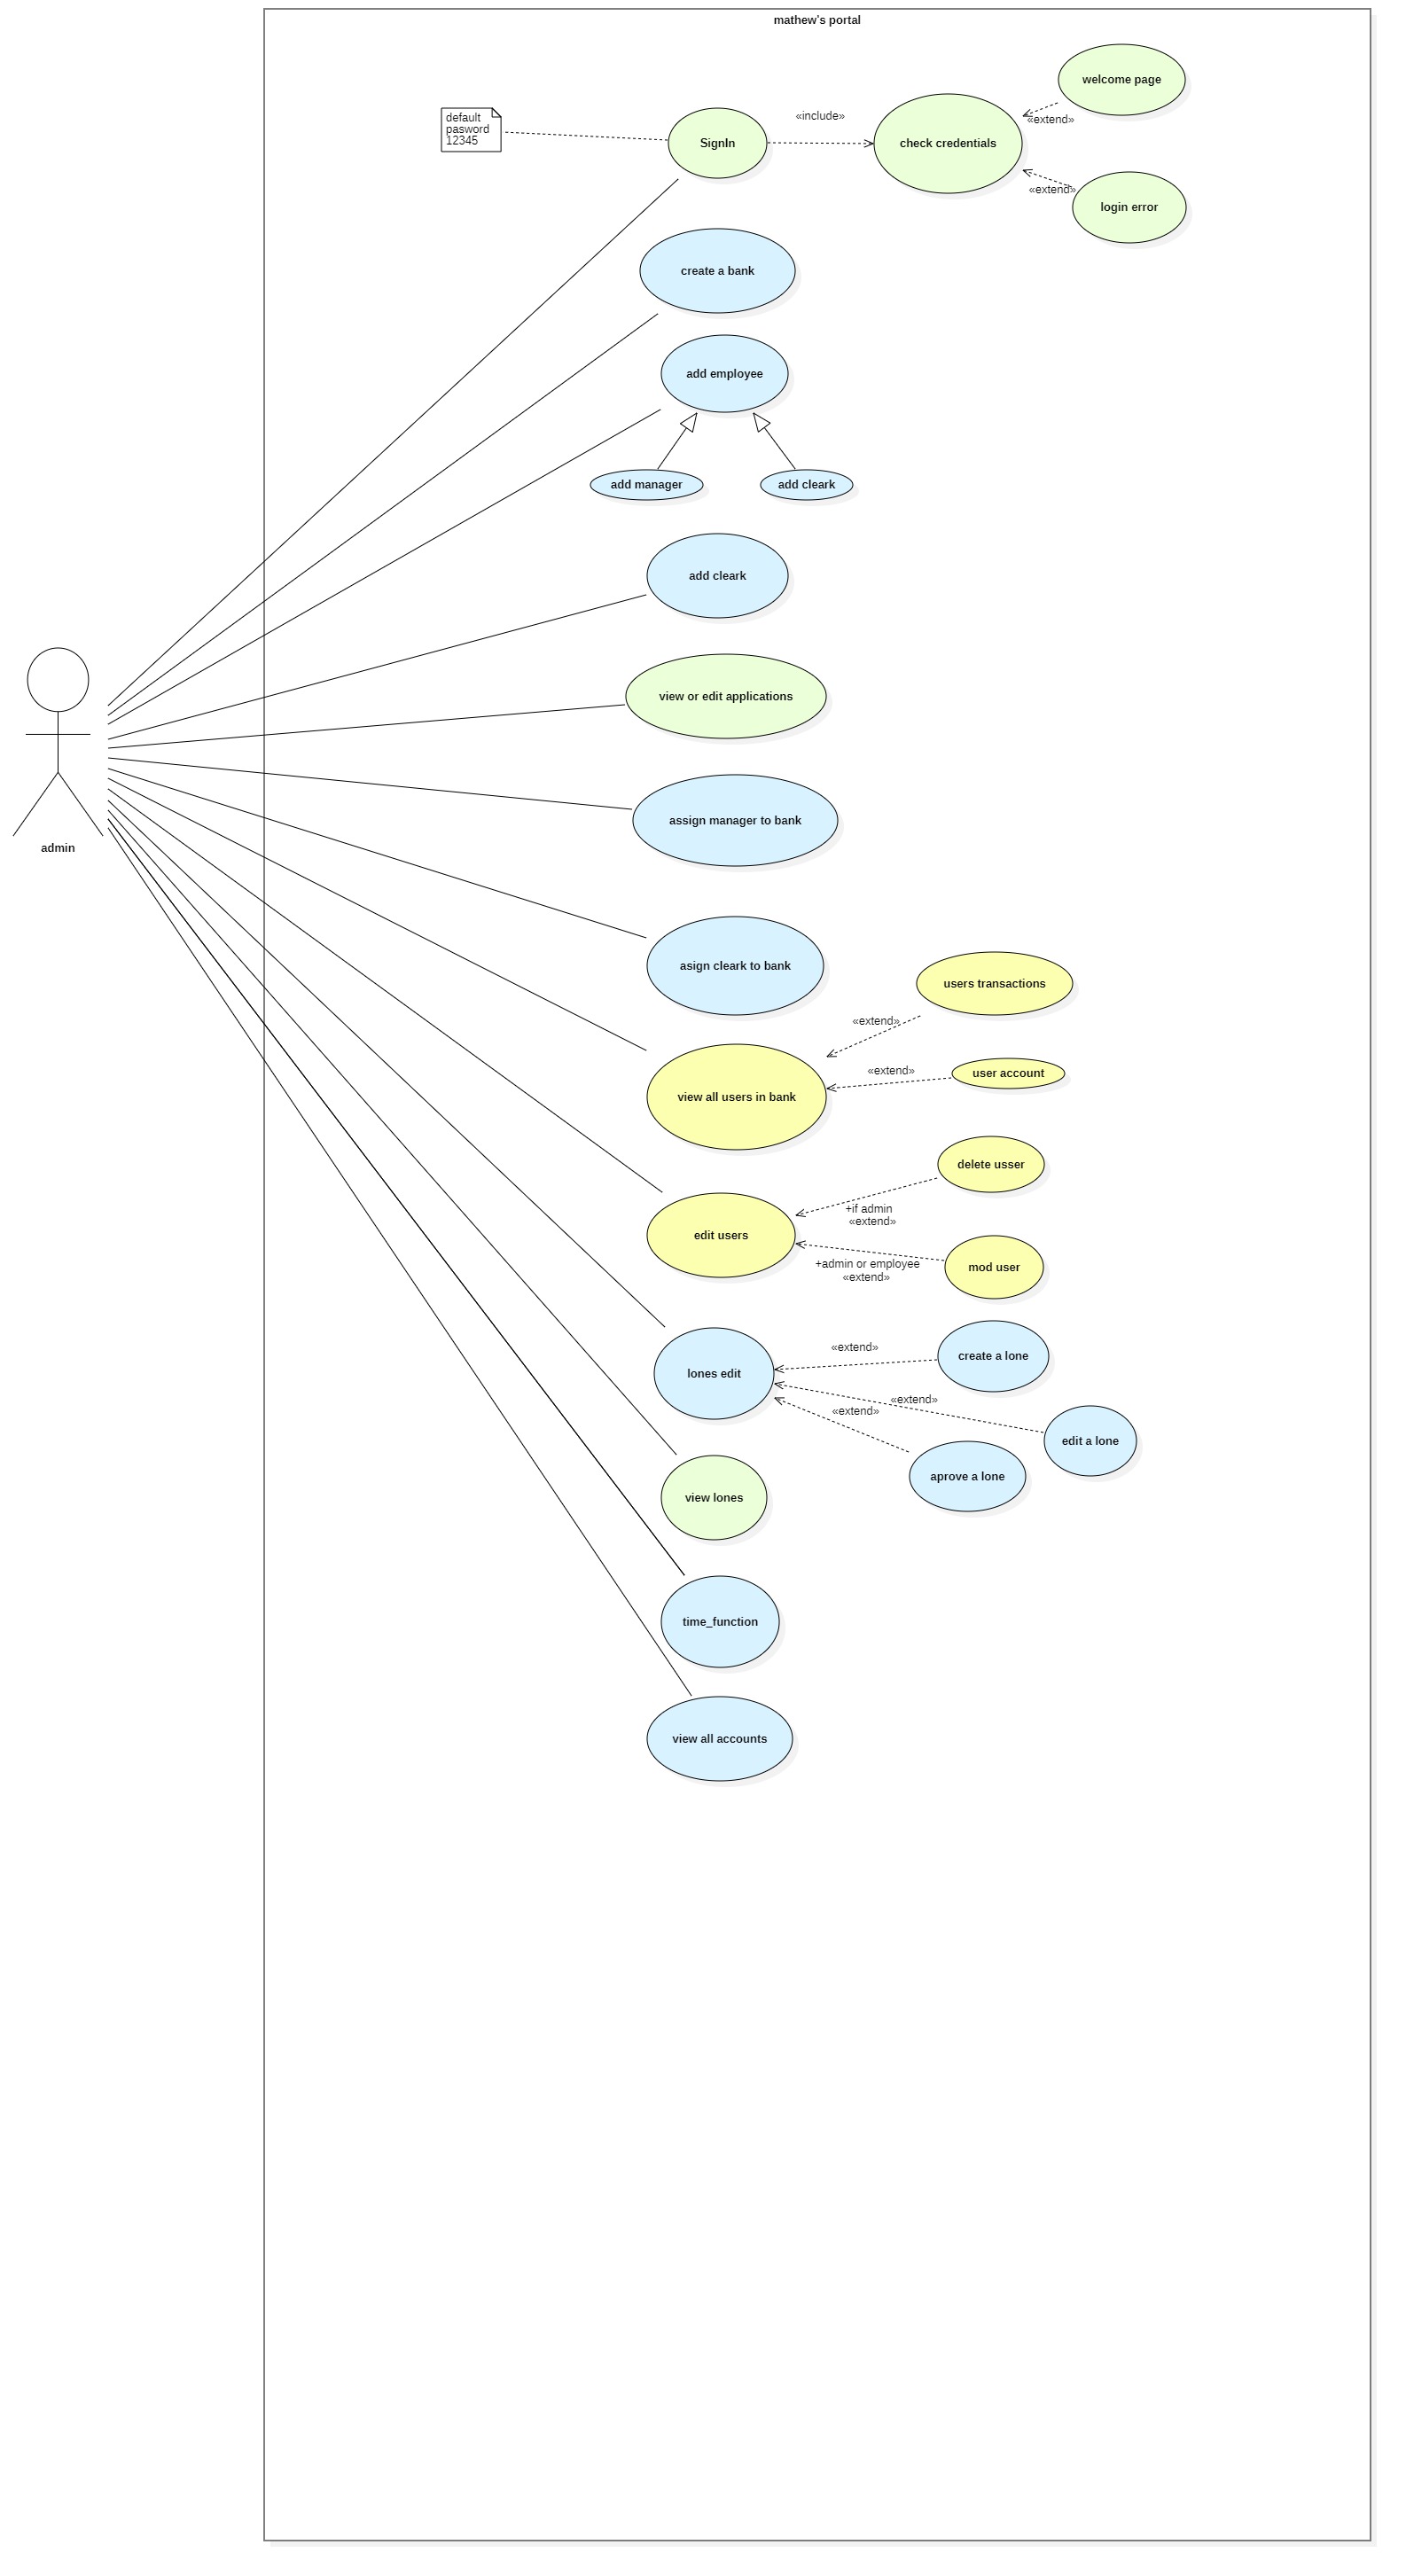 mathew's portal
welcome page
default
pasword
12345
SignIn
«include»
check credentials
«extend»
«extend»
login error
create a bank
add employee
add manager
add cleark
add cleark
view or edit applications
assign manager to bank
admin
asign cleark to bank
users transactions
«extend»
view all users in bank
«extend»
user account
delete usser
+if admin
«extend»
edit users
+admin or employee
«extend»
mod user
lones edit
«extend»
create a lone
«extend»
«extend»
edit a lone
aprove a lone
view lones
time_function
view all accounts